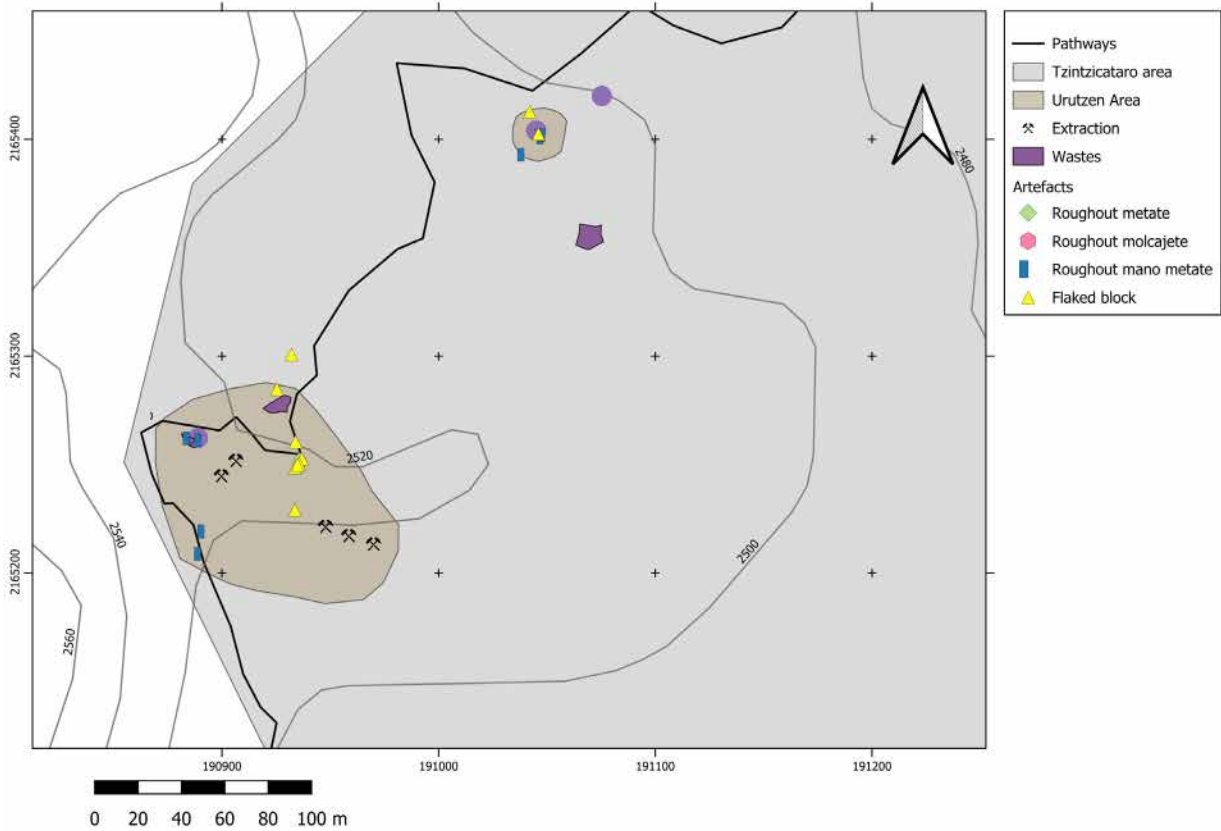 Pathways
Tzintzicataro area
Urutzen Area
Extraction
Wastes
Artefacts
Roughout metate
Roughout molcajete
Roughout mano metate
Flaked block
2165400
2165300
2165200
2480
2520
2500
2540
2560
190900
191000
191100
191200
0 20 40 60 80 100 m